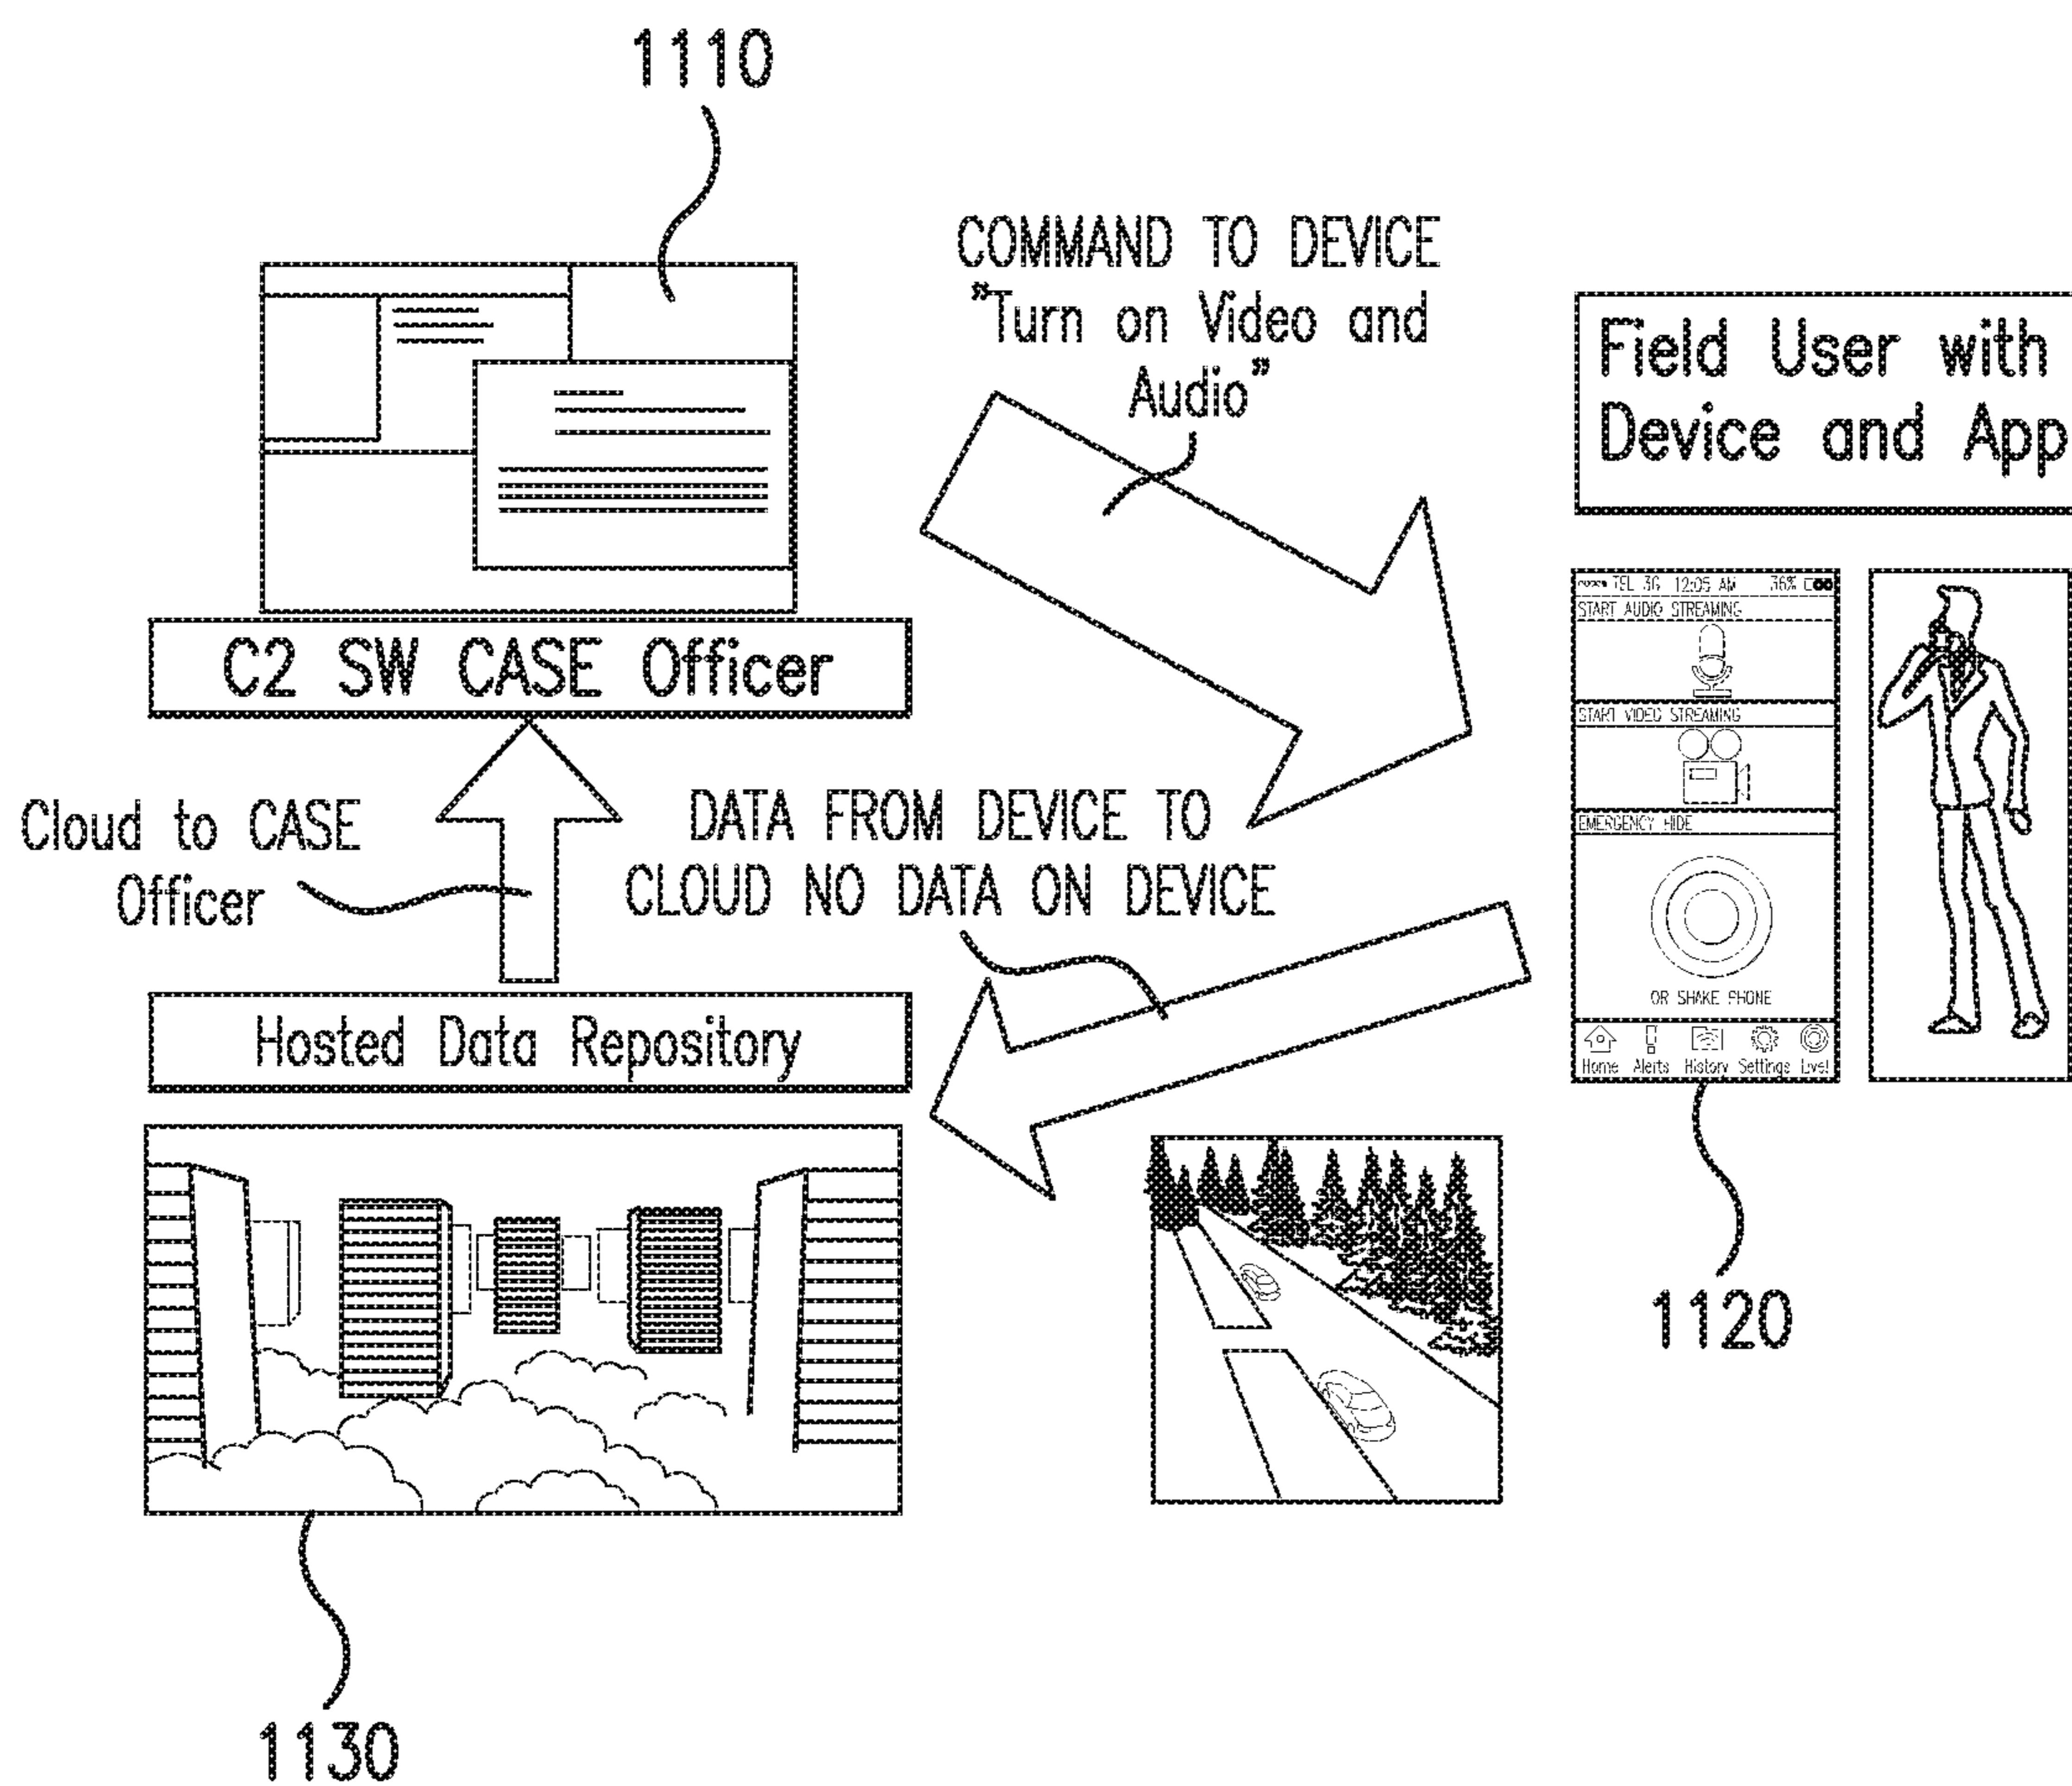 1110
COMMAND TO DEVICE
"Turn on Video and
Audio"
Field User with
Device and App
C2 SW CASE Officer
TEL 3G 12:05 AM 36%
START AUDIO STREAMING
START VIDEO STREAMING
EMERGENCY HIDE
OR SHAKE PHONE
Home Alerts History Settings Live!
Cloud to CASE
Officer
DATA FROM DEVICE TO
CLOUD NO DATA ON DEVICE
Hosted Data Repository
1120
1130